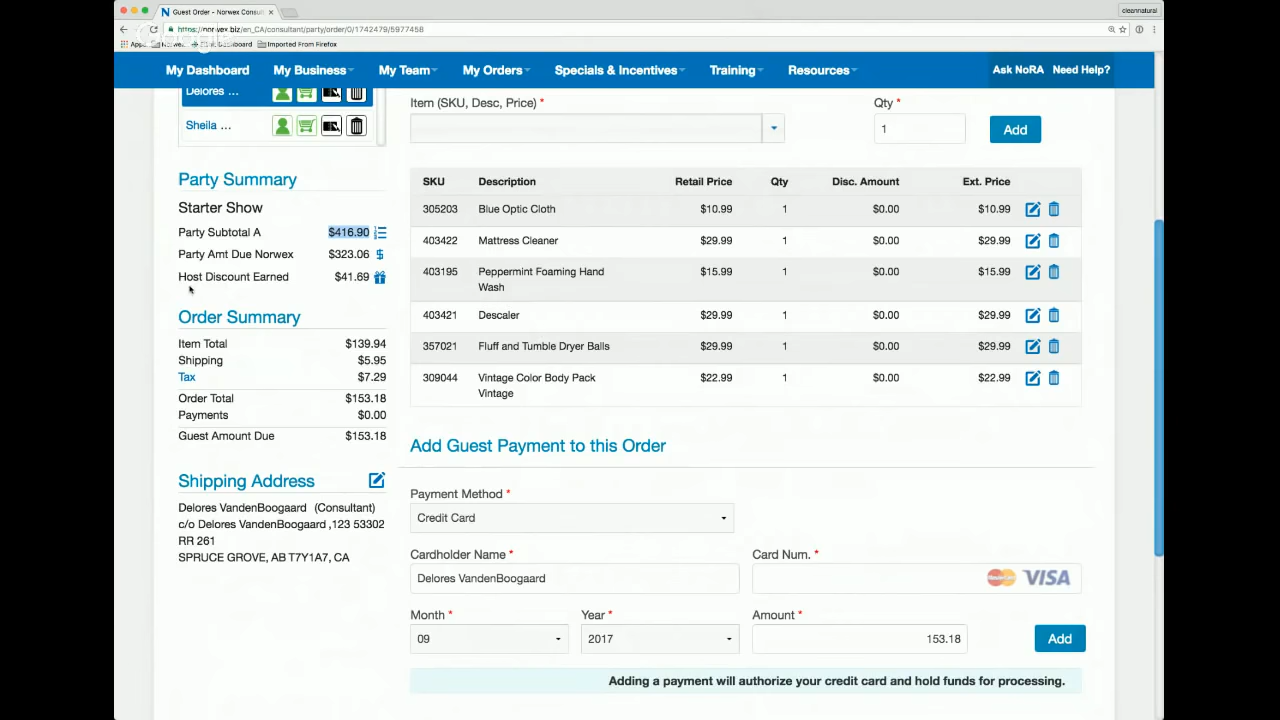 Guest Order - Norwex Consult
cleannatural
https://norwex.biz/en_CA/consultant/party/order/0/1742479/5977458
Apps
Dashboard
Imported From Firefox
Google
My Dashboard My Business My Team My Orders Specials & Incentives Training Resources Ask NoRA Need Help?
Delores ...
Sheila ...
Item (SKU, Desc, Price) *
Qty *
1
Add
Party Summary
Starter Show
Party Subtotal A $416.90
Party Amt Due Norwex $323.06
Host Discount Earned $41.69
Order Summary
Item Total $139.94
Shipping $5.95
Tax $7.29
Order Total $153.18
Payments $0.00
Guest Amount Due $153.18
Shipping Address
Delores VandenBoogaard (Consultant)
c/o Delores VandenBoogaard ,123 53302
RR 261
SPRUCE GROVE, AB T7Y1A7, CA
SKU Description Retail Price Qty Disc. Amount Ext. Price
305203 Blue Optic Cloth $10.99 1 $0.00 $10.99
403422 Mattress Cleaner $29.99 1 $0.00 $29.99
403195 Peppermint Foaming Hand $15.99 1 $0.00 $15.99
Wash
403421 Descaler $29.99 1 $0.00 $29.99
357021 Fluff and Tumble Dryer Balls $29.99 1 $0.00 $29.99
309044 Vintage Color Body Pack $22.99 1 $0.00 $22.99
Vintage
Add Guest Payment to this Order
Payment Method *
Credit Card
Cardholder Name * Card Num. *
Delores VandenBoogaard MasterCard VISA
Month * Year * Amount *
09 2017 153.18 Add
Adding a payment will authorize your credit card and hold funds for processing.